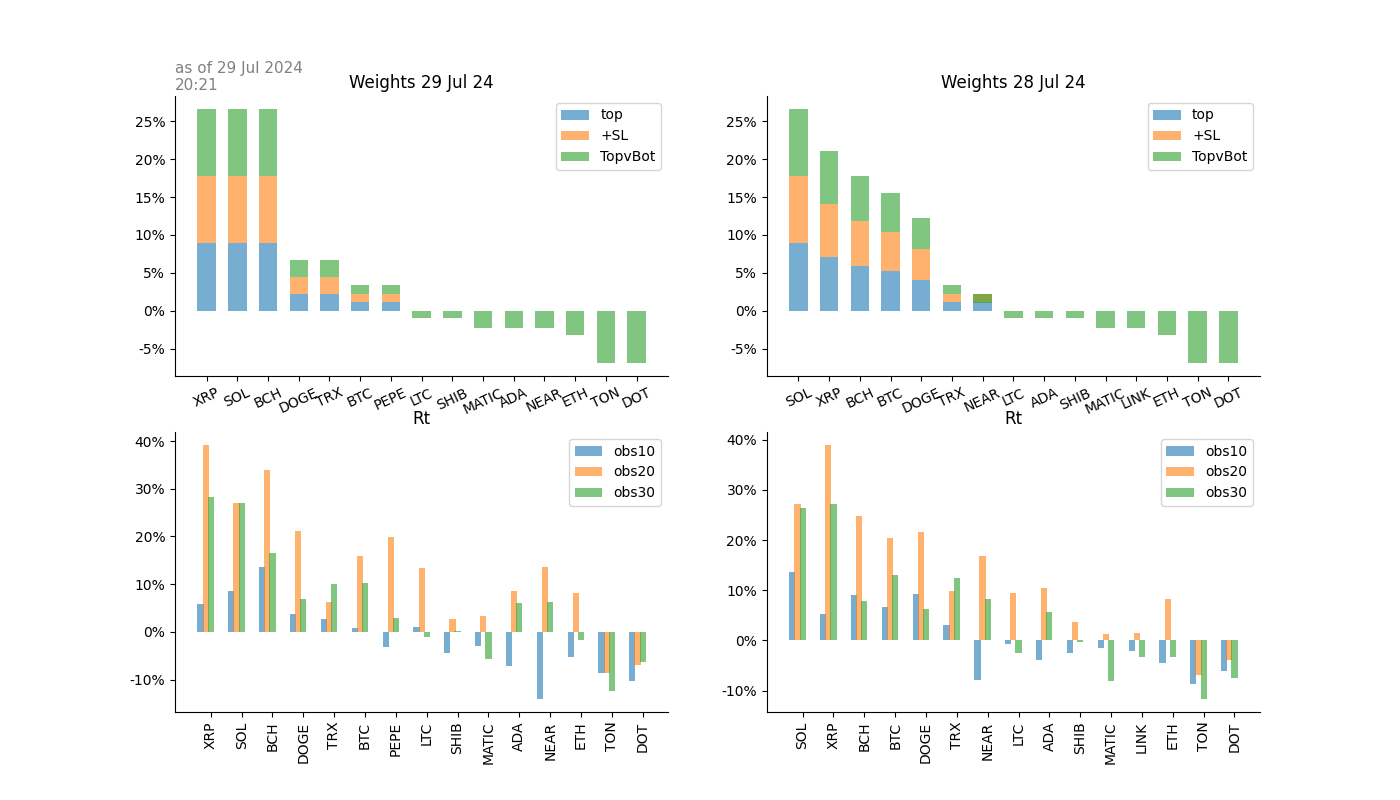 as of 29 Jul 2024
20:21
Weights 29 Jul 24
top
+SL
TopvBot
25%
20%
15%
10%
5%
0%
-5%
XRP SOL BCH DOGE TRX BTC PEPE LTC SHIB MATIC ADA NEAR ETH TON DOT
Weights 28 Jul 24
top
+SL
TopvBot
25%
20%
15%
10%
5%
0%
-5%
SOL XRP BCH BTC DOGE TRX NEAR LTC ADA SHIB MATIC LINK ETH TON DOT
Rt
obs10
obs20
obs30
40%
30%
20%
10%
0%
-10%
XRP SOL BCH DOGE TRX BTC PEPE LTC SHIB MATIC ADA NEAR ETH TON DOT
Rt
obs10
obs20
obs30
40%
30%
20%
10%
0%
-10%
SOL XRP BCH BTC DOGE TRX NEAR LTC ADA SHIB MATIC LINK ETH TON DOT